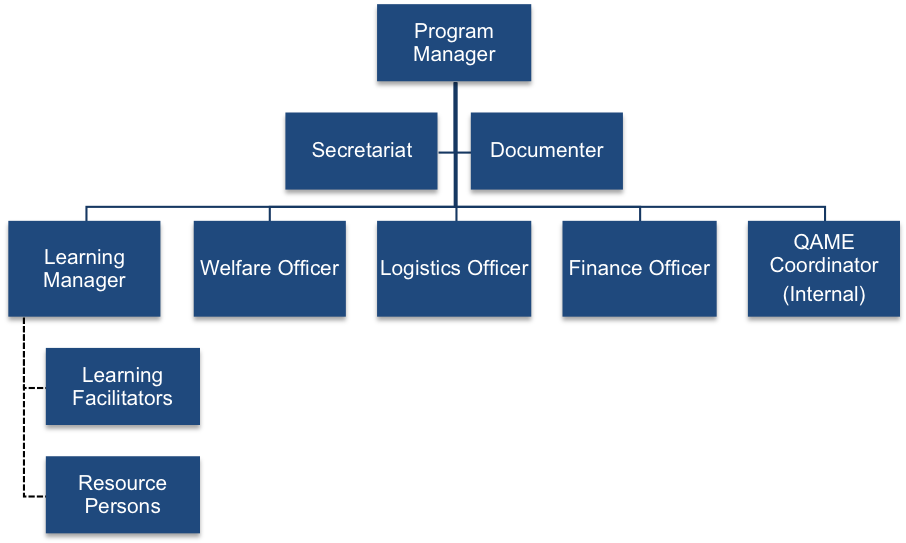 Program
Manager
Secretariat
Documenter
Learning
Manager
Welfare Officer
Logistics Officer
Finance Officer
QAME
Coordinator
(Internal)
Learning
Facilitators
Resource
Persons